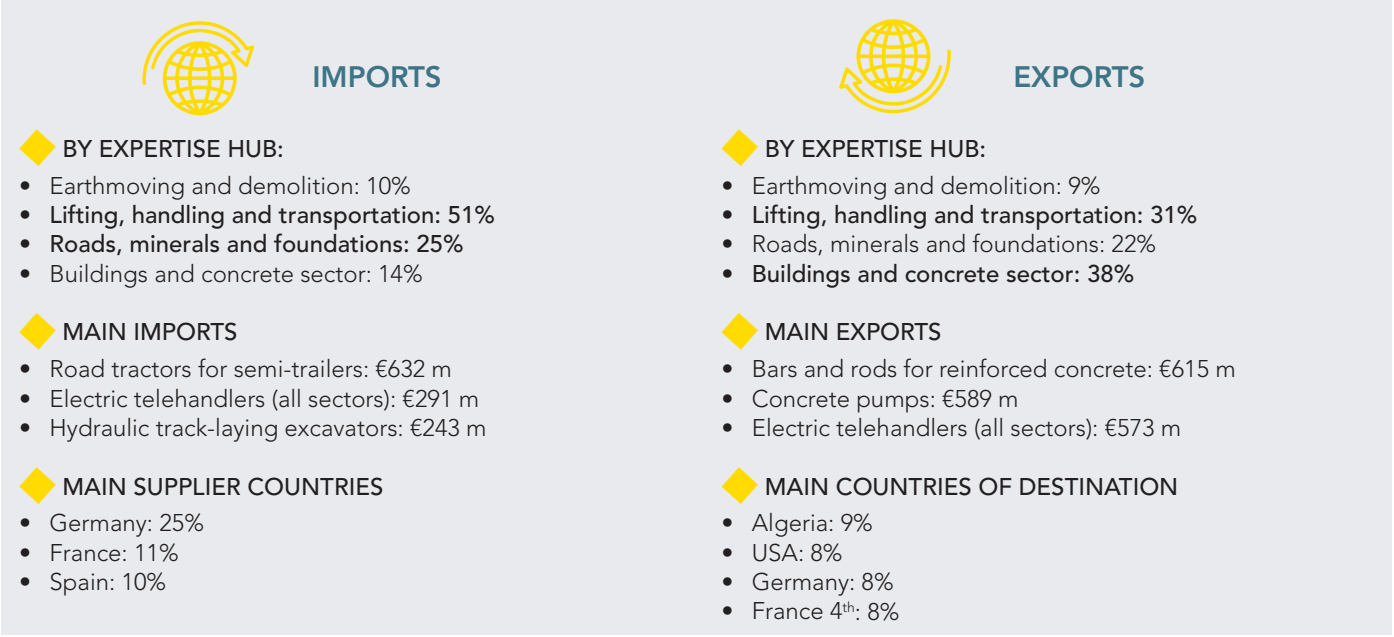 IMPORTS
BY EXPERTISE HUB:
• Earthmoving and demolition: 10%
• Lifting, handling and transportation: 51%
• Roads, minerals and foundations: 25%
• Buildings and concrete sector: 14%
MAIN IMPORTS
• Road tractors for semi-trailers: €632 m
• Electric telehandlers (all sectors): €291 m
• Hydraulic track-laying excavators: €243 m
MAIN SUPPLIER COUNTRIES
• Germany: 25%
• France: 11%
• Spain: 10%
EXPORTS
BY EXPERTISE HUB:
• Earthmoving and demolition: 9%
• Lifting, handling and transportation: 31%
• Roads, minerals and foundations: 22%
• Buildings and concrete sector: 38%
MAIN EXPORTS
• Bars and rods for reinforced concrete: €615 m
• Concrete pumps: €589 m
• Electric telehandlers (all sectors): €573 m
MAIN COUNTRIES OF DESTINATION
• Algeria: 9%
• USA: 8%
• Germany: 8%
• France 4th: 8%